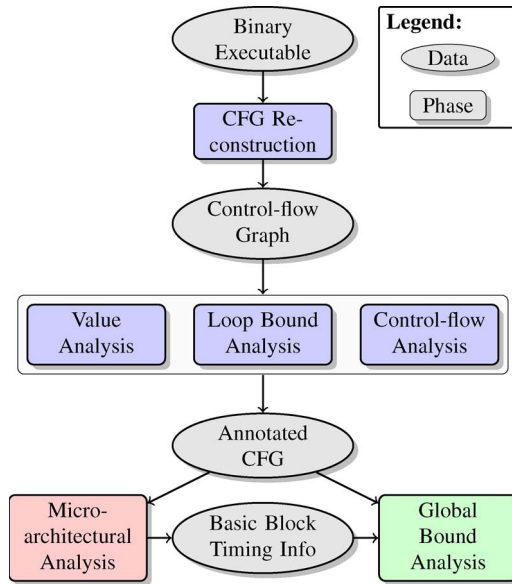 Binary
Executable
Legend:
Data
Phase
CFG Re-
construction
Control-flow
Graph
Value
Analysis
Loop Bound
Analysis
Control-flow
Analysis
Annotated
CFG
Micro-
architectural
Analysis
Basic Block
Timing Info
Global
Bound
Analysis